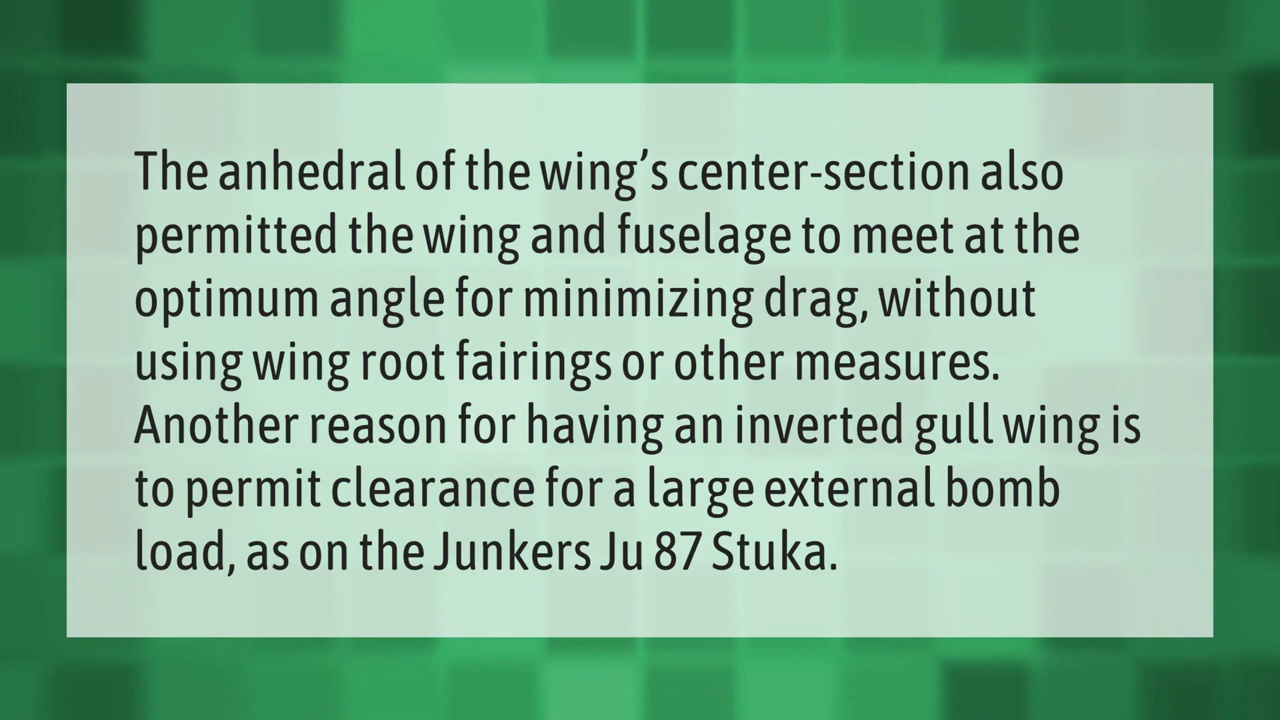 The anhedral of the wing’s center-section also
permitted the wing and fuselage to meet at the
optimum angle for minimizing drag, without
using wing root fairings or other measures.
Another reason for having an inverted gull wing is
to permit clearance for a large external bomb
load, as on the Junkers Ju 87 Stuka.